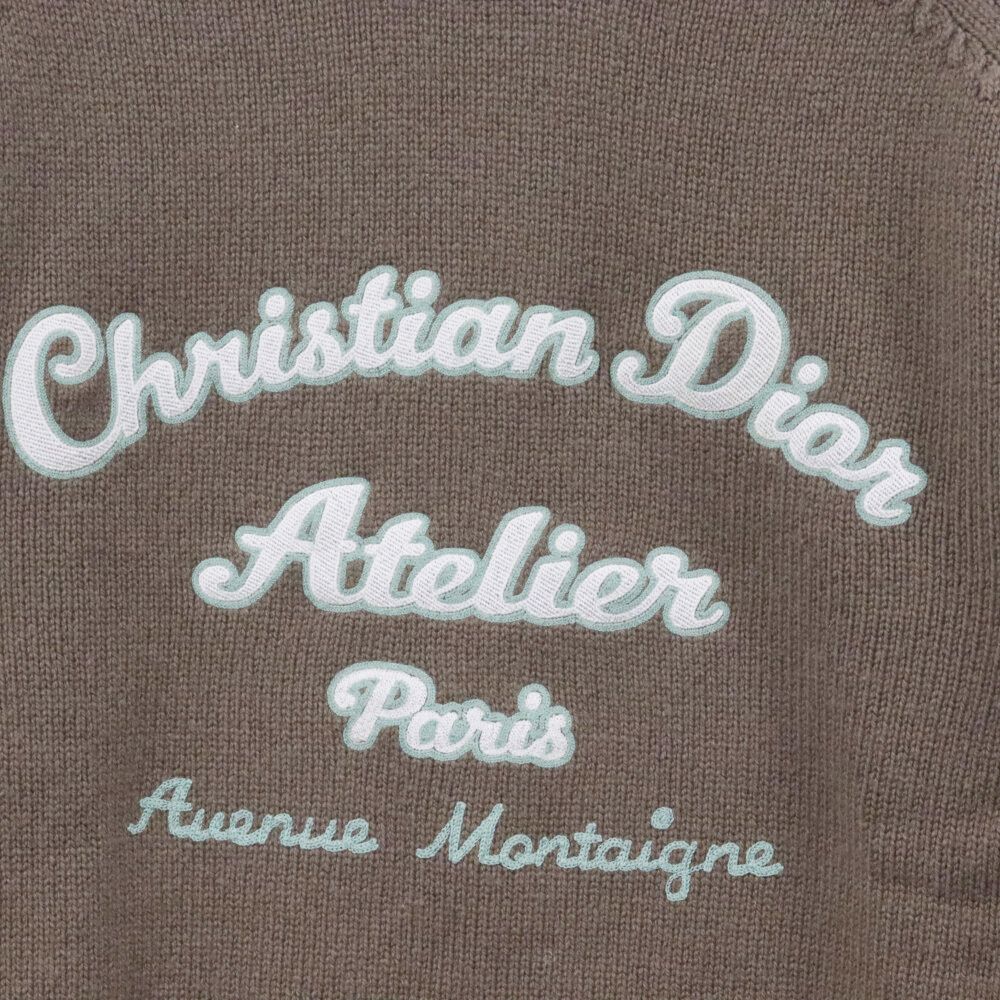 Christian Dior
Atelier
Paris
Avenue Montaigne